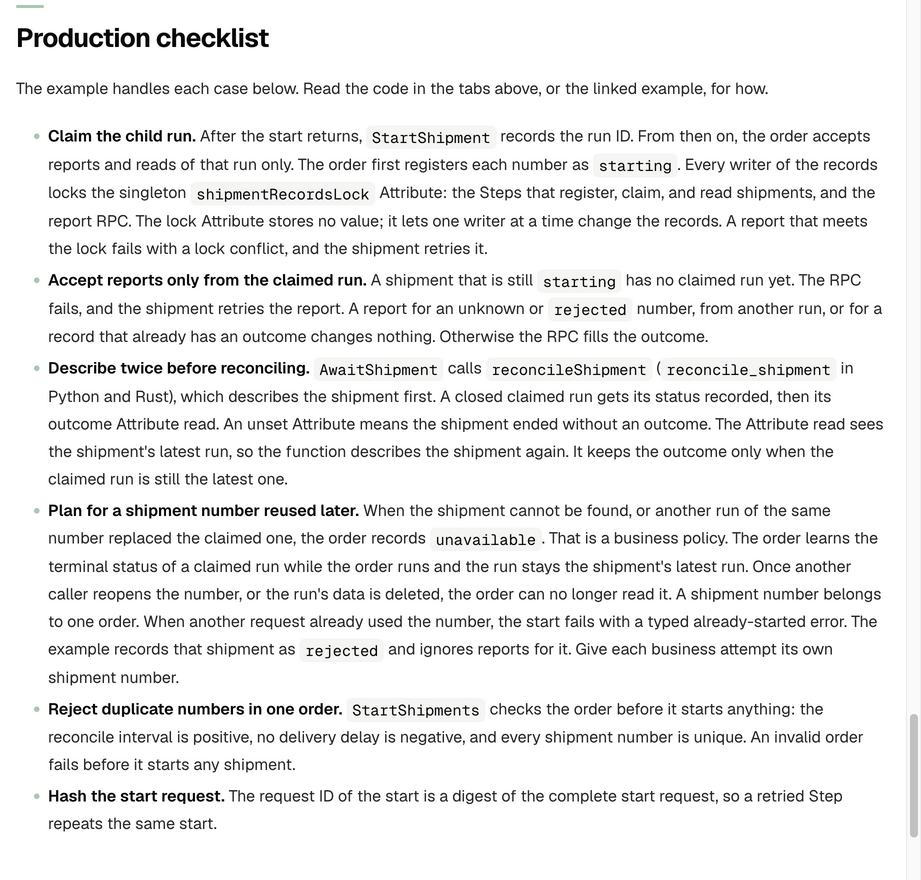 Production checklist
The example handles each case below. Read the code in the tabs above, or the linked example, for how.
Claim the child run. After the start returns, StartShipment records the run ID. From then on, the order accepts
reports and reads of that run only. The order first registers each number as starting. Every writer of the records
locks the singleton shipmentRecordsLock Attribute: the Steps that register, claim, and read shipments, and the
report RPC. The lock Attribute stores no value; it lets one writer at a time change the records. A report that meets
the lock fails with a lock conflict, and the shipment retries it.
Accept reports only from the claimed run. A shipment that is still starting has no claimed run yet. The RPC
fails, and the shipment retries the report. A report for an unknown or rejected number, from another run, or for a
record that already has an outcome changes nothing. Otherwise the RPC fills the outcome.
Describe twice before reconciling. AwaitShipment calls reconcileShipment (reconcile_shipment in
Python and Rust), which describes the shipment first. A closed claimed run gets its status recorded, then its
outcome Attribute read. An unset Attribute means the shipment ended without an outcome. The Attribute read sees
the shipment's latest run, so the function describes the shipment again. It keeps the outcome only when the
claimed run is still the latest one.
Plan for a shipment number reused later. When the shipment cannot be found, or another run of the same
number replaced the claimed one, the order records unavailable. That is a business policy. The order learns the
terminal status of a claimed run while the order runs and the run stays the shipment's latest run. Once another
caller reopens the number, or the run's data is deleted, the order can no longer read it. A shipment number belongs
to one order. When another request already used the number, the start fails with a typed already-started error. The
example records that shipment as rejected and ignores reports for it. Give each business attempt its own
shipment number.
Reject duplicate numbers in one order. StartShipments checks the order before it starts anything: the
reconcile interval is positive, no delivery delay is negative, and every shipment number is unique. An invalid order
fails before it starts any shipment.
Hash the start request. The request ID of the start is a digest of the complete start request, so a retried Step
repeats the same start.